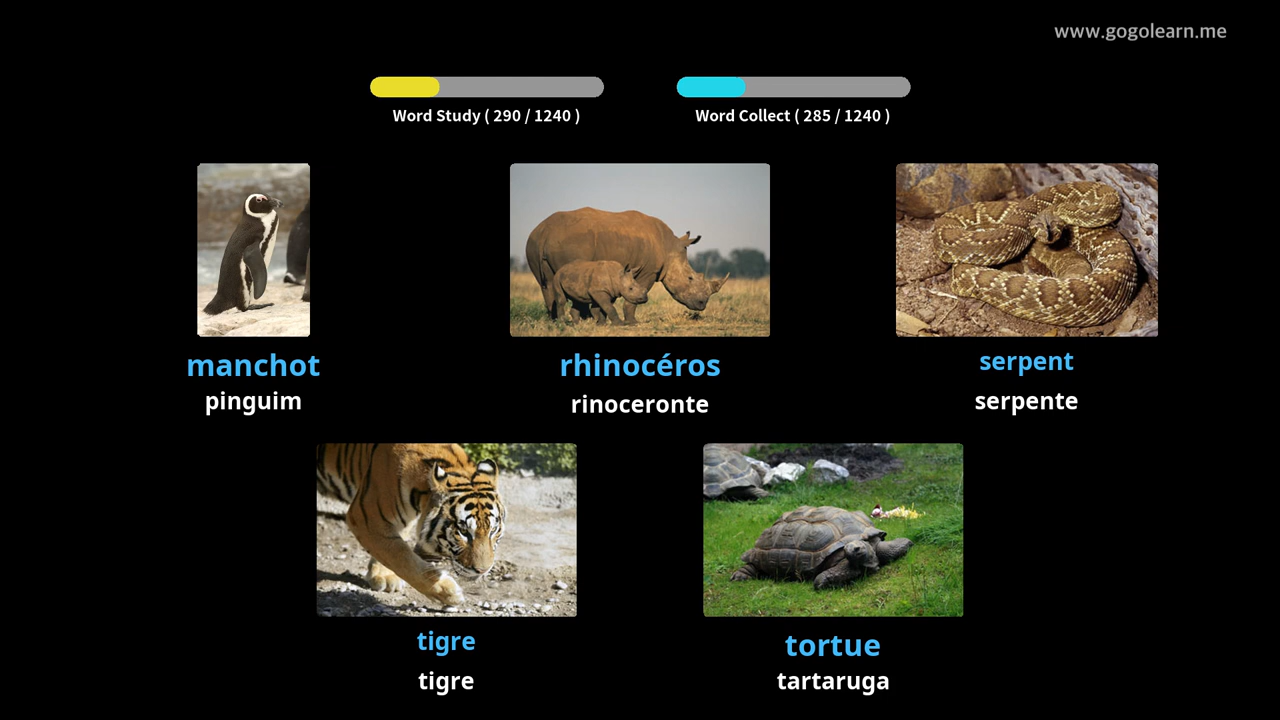 www.gogolearn.me
Word Study ( 290 / 1240 )
Word Collect ( 285 / 1240 )
manchot
pinguim
rhinocéros
rinoceronte
serpent
serpente
tigre
tigre
tortue
tartaruga